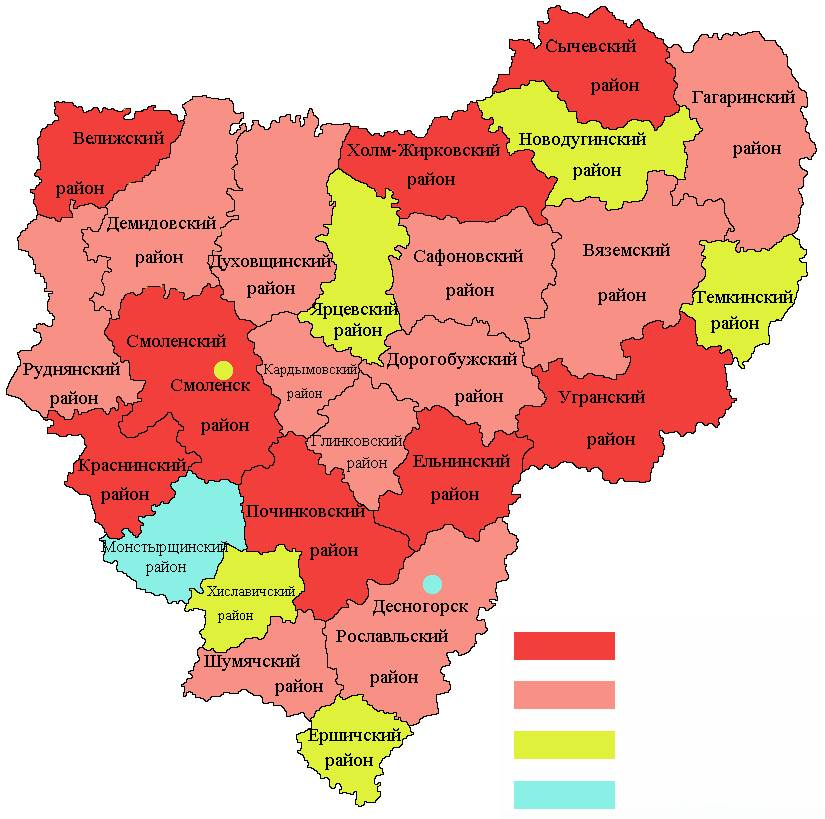 Сычевский
район
Гагаринский
район
Велижский
район
Холм-Жирковский
район
Новодугинский
район
Демидовский
район
Духовщинский
район
Сафоновский
район
Вяземский
район
Ярцевский
район
Темкинский
район
Смоленский
Смоленск
район
Руднянский
район
Кардымовский
район
Дорогобужский
район
Угранский
район
Глинковский
район
Краснинский
район
Ельнинский
район
Починковский
район
Монстырщинский
район
Хиславичский
район
Десногорск
Рославльский
район
Шумячский
район
Ершичский
район